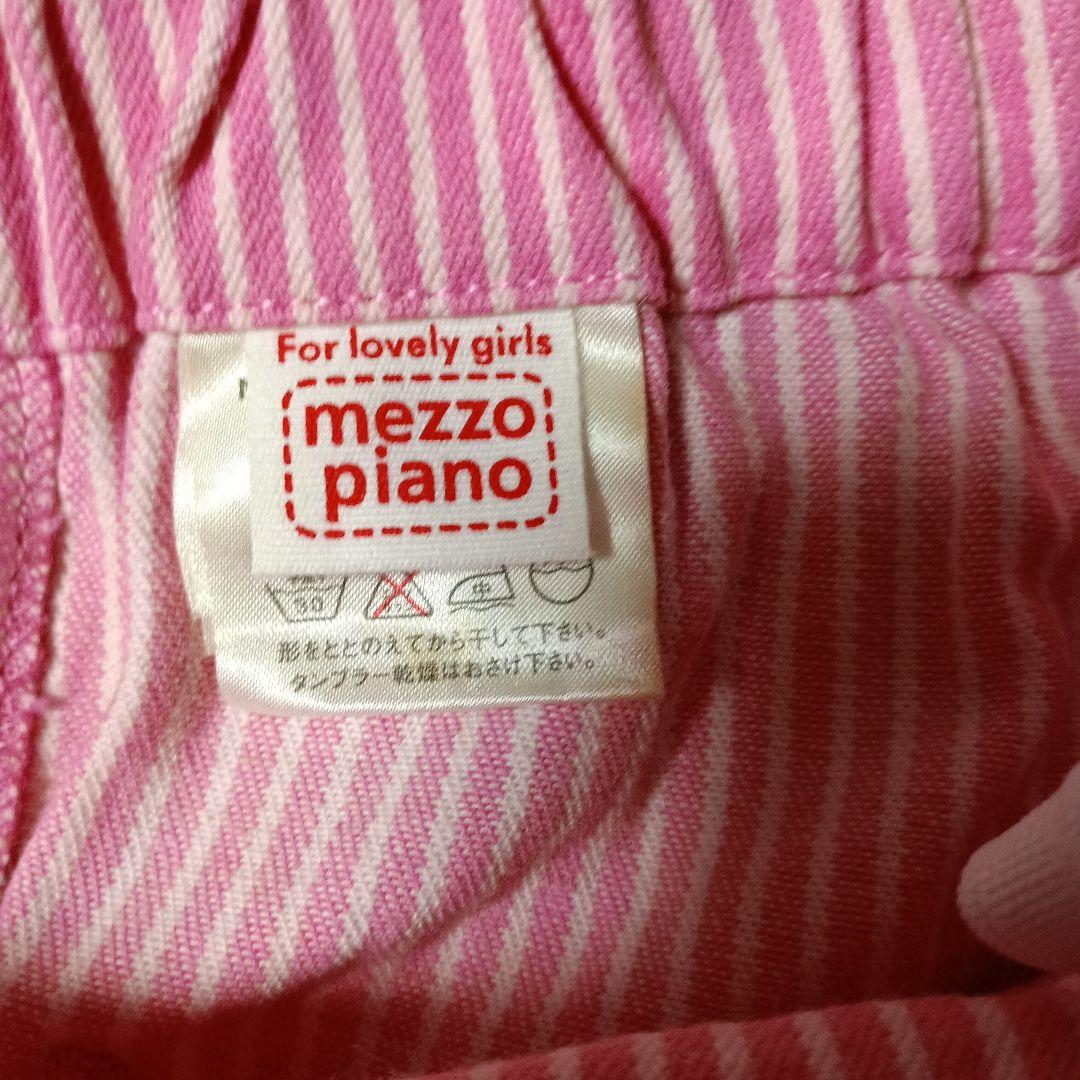 For lovely girls
mezzo
piano
30
中
形をととのえてから干して下さい。
タンブラー乾燥はおさけ下さい。